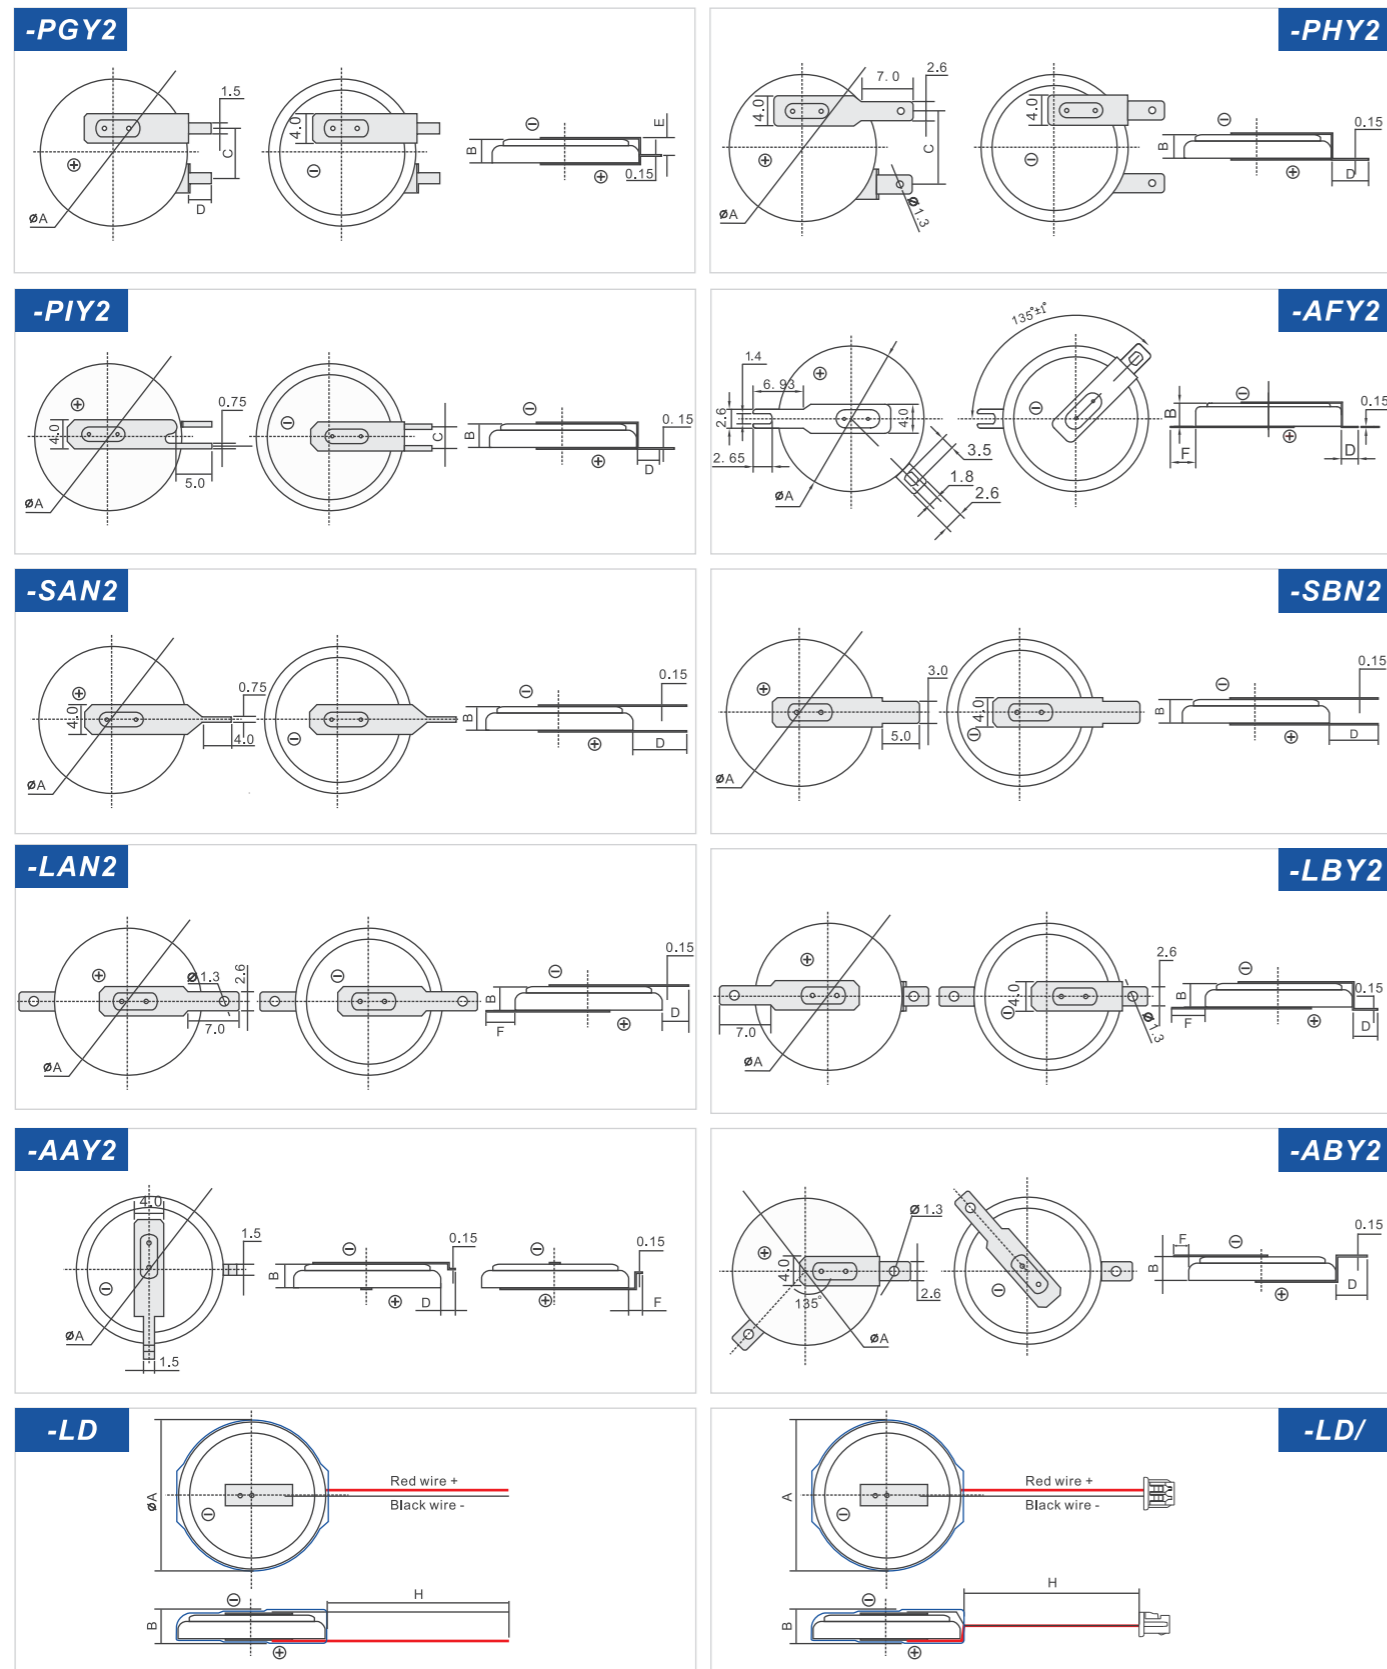 -PGY2
1.5
4.0
C
D
⊕
⊖
øA
⊖
B
E
0.15
⊕
-PHY2
2.6
7. 0
4.0
C
⊕
øA
ø1.3
4.0
⊖
⊖
B
0.15
D
⊕
-PIY2
⊕
0.75
4.0
5.0
øA
⊖
C
⊖
B
0. 15
D
⊕
-AFY2
135°±1°
1.4
6. 93
⊕
2.6
4.0
2. 65
3.5
1.8
2.6
øA
⊖
⊖
B
0.15
F
⊕
D
-SAN2
⊕
0.75
4.0
4.0
øA
⊖
⊖
0.15
B
⊕
D
-SBN2
⊕
3.0
5.0
øA
4.0
⊖
⊖
0.15
B
⊕
D
-LAN2
⊕
ø1.3
2.6
7.0
øA
⊖
⊖
0.15
B
F
⊕
D
-LBY2
⊕
7.0
øA
4.0
⊖
2.6
ø1.3
⊖
B
0.15
F
⊕
D
-AAY2
4.0
1.5
⊖
øA
1.5
⊖
0.15
B
⊕
D
⊖
0.15
⊕
F
-ABY2
ø1.3
⊕
4.0
135°
2.6
øA
⊖
F
⊖
0.15
B
⊕
D
-LD
øA
Red wire +
Black wire -
⊖
⊖
H
B
⊕
-LD/
A
Red wire +
Black wire -
⊖
⊖
H
B
⊕